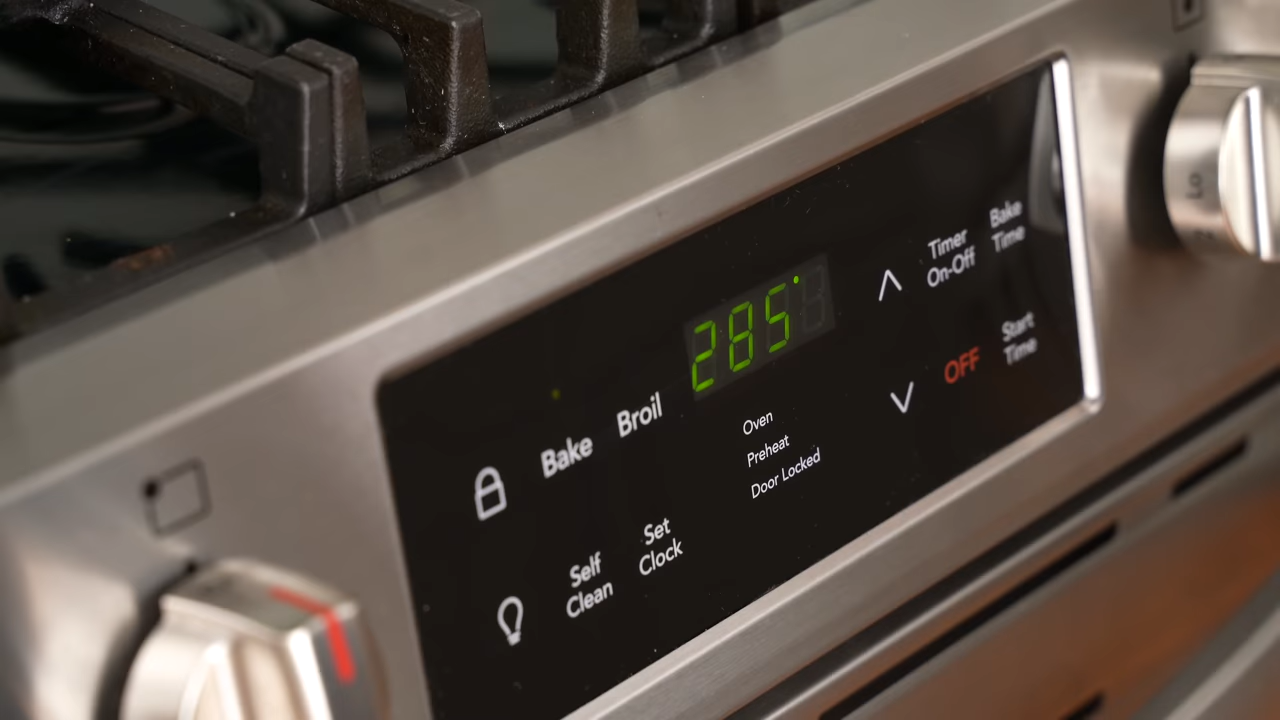 285°
Bake
Broil
Oven
Preheat
Door Locked
Self
Clean
Set
Clock
Timer
On-Off
Bake
Time
OFF
Start
Time
Lo